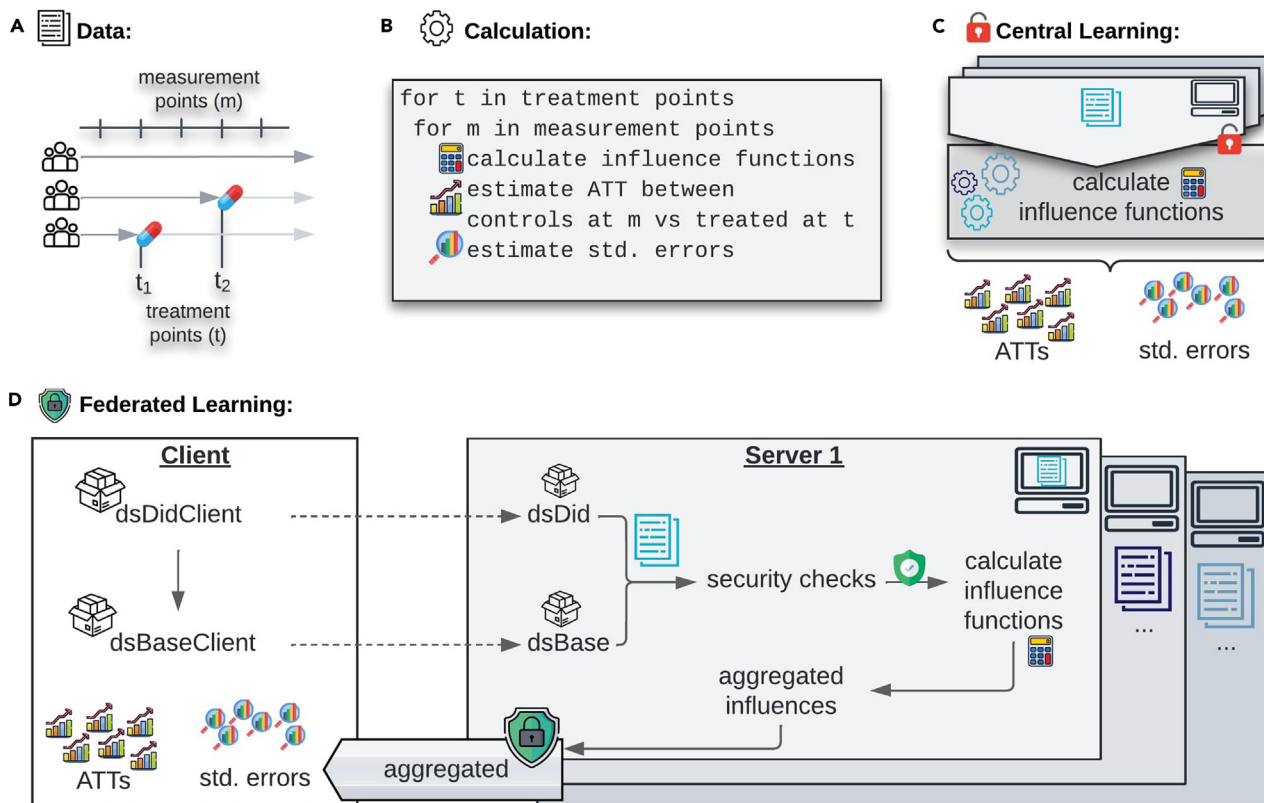 A Data:
measurement
points (m)
t1 t2
treatment
points (t)
B Calculation:
for t in treatment points
for m in measurement points
calculate influence functions
estimate ATT between
controls at m vs treated at t
estimate std. errors
C Central Learning:
calculate
influence functions
ATTs std. errors
D Federated Learning:
Client
dsDidClient
dsBaseClient
ATTs std. errors
Server 1
dsDid
dsBase
security checks
calculate
influence
functions
aggregated
influences
aggregated
...
...